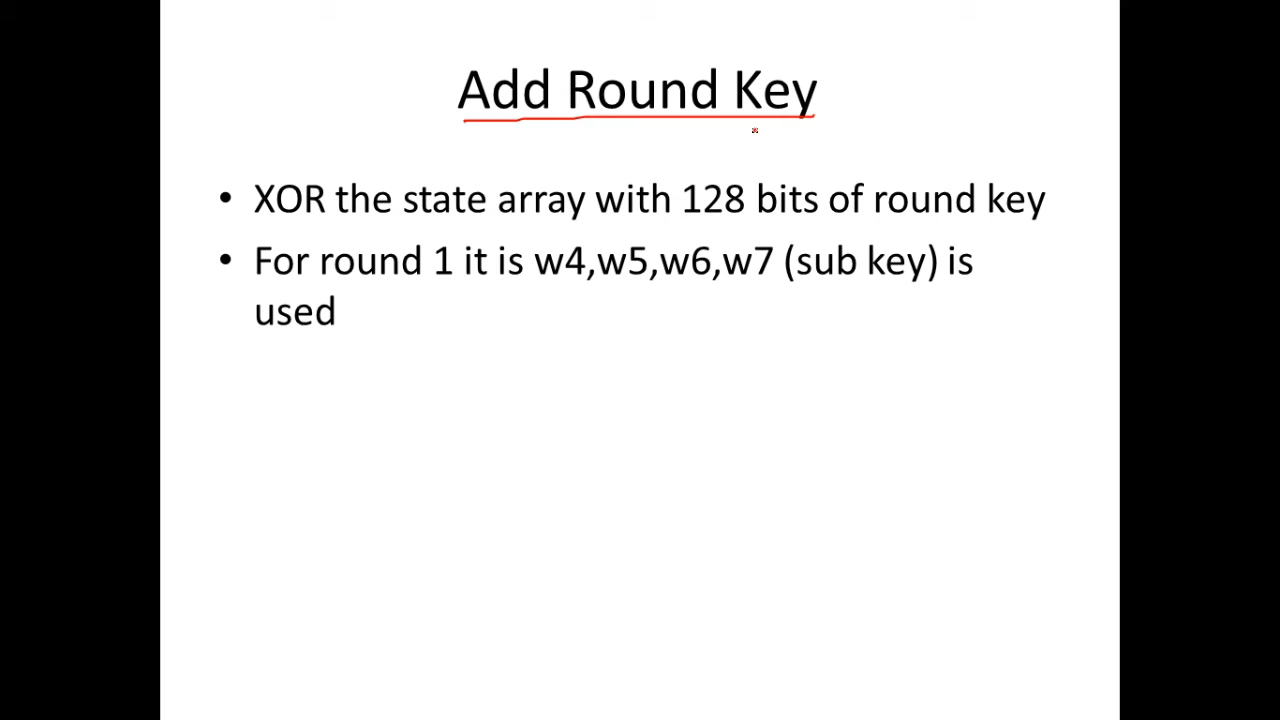 Add Round Key
• XOR the state array with 128 bits of round key
• For round 1 it is w4,w5,w6,w7 (sub key) is
used